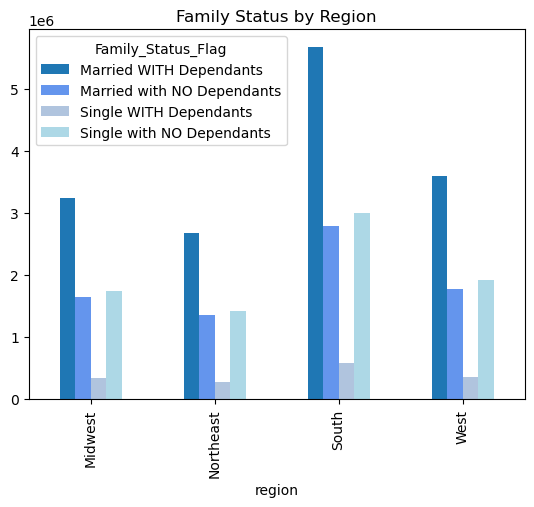 Family Status by Region
1e6
Family_Status_Flag
Married WITH Dependants
Married with NO Dependants
Single WITH Dependants
Single with NO Dependants
5
4
3
2
1
0
Midwest
Northeast
South
West
region